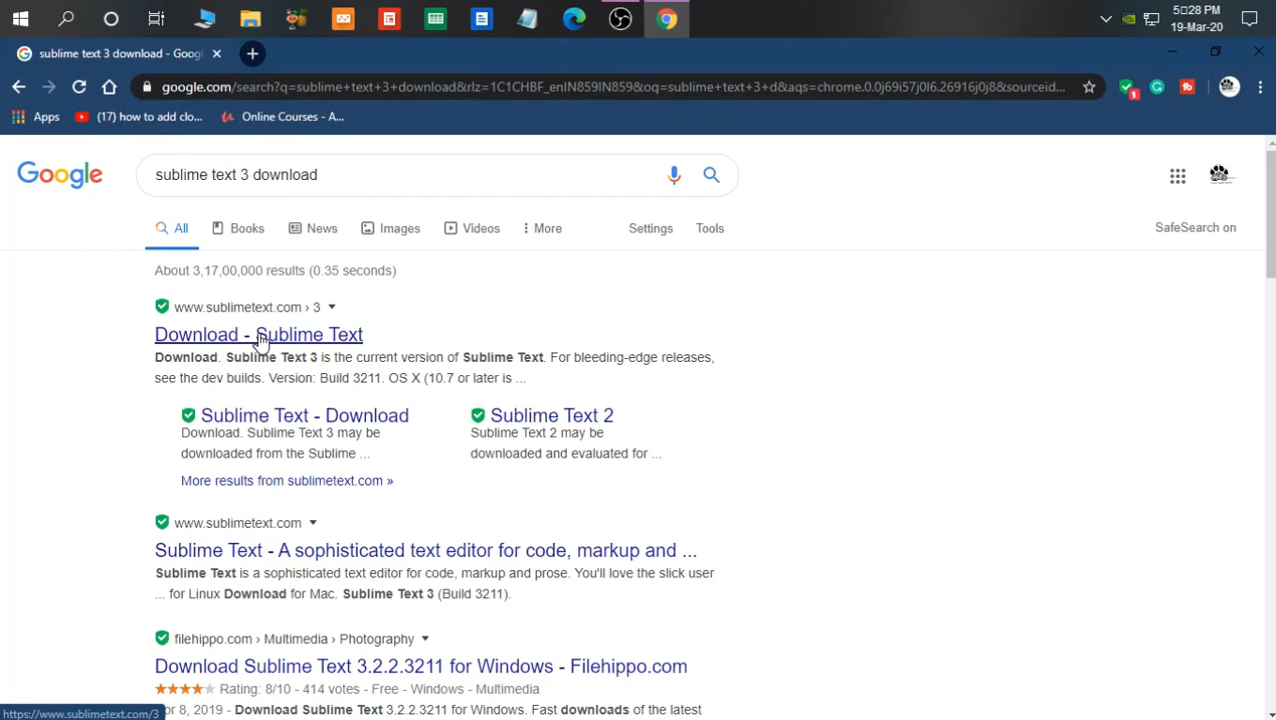 5:28 PM
19-Mar-20
sublime text 3 download - Goog
google.com/search?q=sublime+text+3+download&rlz=1C1CHBF_enIN859IN859&oq=sublime+text+3+d&aqs=chrome.0.0j69i57j0l6.26916j0j8&sourceid...
1
Apps
(17) how to add clo...
Online Courses - A...
Google
sublime text 3 download
All
Books
News
Images
Videos
More
Settings
Tools
SafeSearch on
About 3,17,00,000 results (0.35 seconds)
www.sublimetext.com › 3
Download - Sublime Text
Download. Sublime Text 3 is the current version of Sublime Text. For bleeding-edge releases,
see the dev builds. Version: Build 3211. OS X (10.7 or later is ...
Sublime Text - Download
Download. Sublime Text 3 may be
downloaded from the Sublime ...
Sublime Text 2
Sublime Text 2 may be
downloaded and evaluated for ...
More results from sublimetext.com »
www.sublimetext.com
Sublime Text - A sophisticated text editor for code, markup and ...
Sublime Text is a sophisticated text editor for code, markup and prose. You'll love the slick user
... for Linux Download for Mac. Sublime Text 3 (Build 3211).
filehippo.com › Multimedia › Photography
Download Sublime Text 3.2.2.3211 for Windows - Filehippo.com
Rating: 8/10 - 414 votes - Free - Windows - Multimedia
pr 8, 2019 - Download Sublime Text 3.2.2.3211 for Windows. Fast downloads of the latest
https://www.sublimetext.com/3